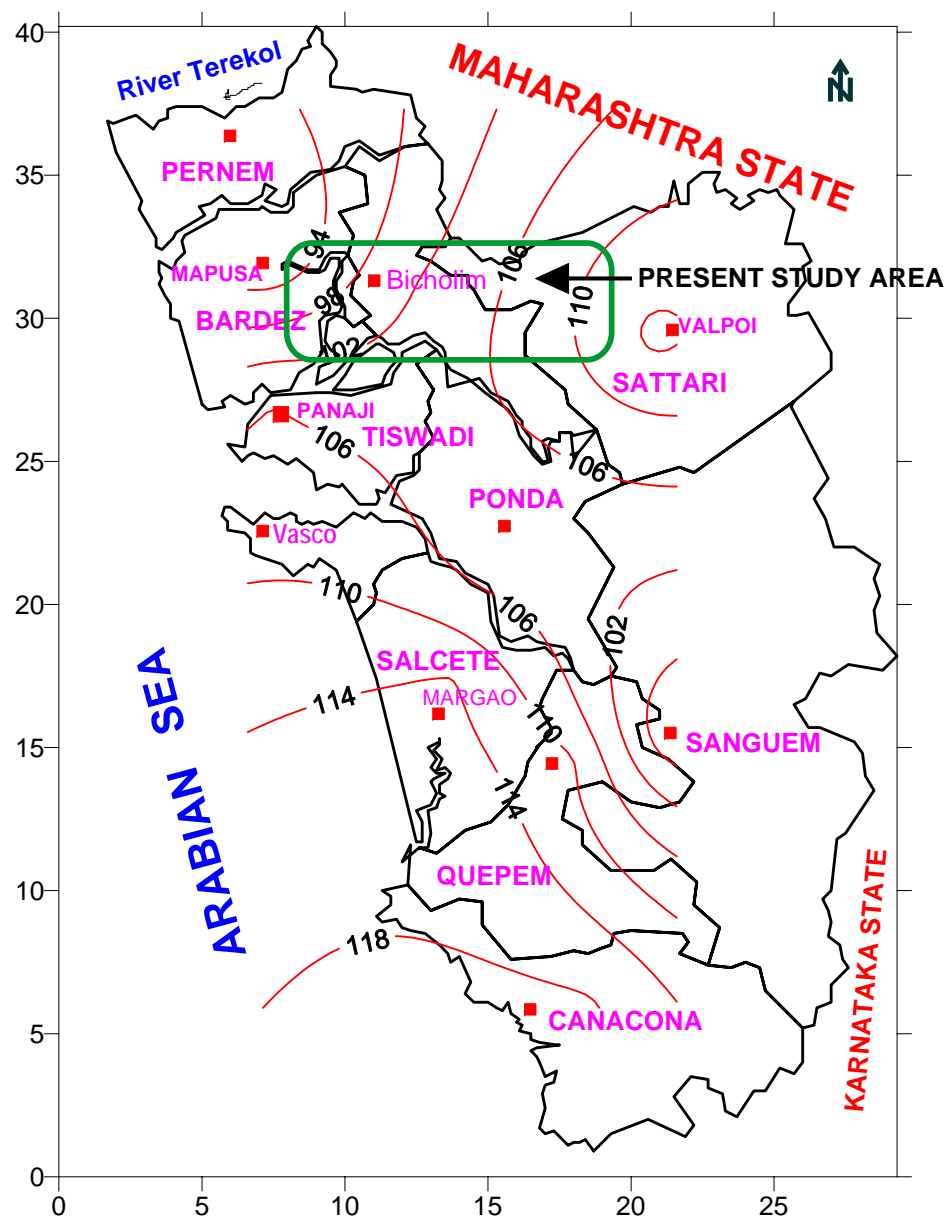 40
River Terekol
MAHARASHTRA STATE
N
35
PERNEM
94
MAPUSA
Bicholim
106
PRESENT STUDY AREA
98
110
30
BARDEZ
VALPOI
102
SATTARI
PANAJI
106
TISWADI
25
106
PONDA
Vasco
110
20
106
102
SALCETE
ARABIAN SEA
MARGAO
114
110
15
SANGUEM
114
10
QUEPEM
KARNATAKA STATE
118
CANACONA
5
0
0 5 10 15 20 25